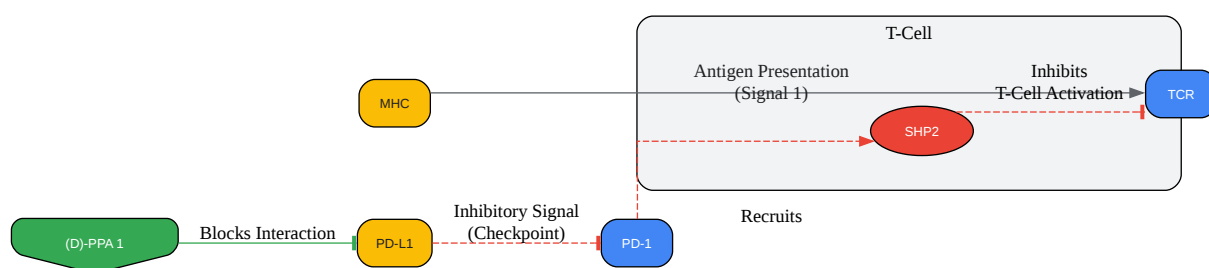 T-Cell
Antigen Presentation
(Signal 1)
Inhibits
T-Cell Activation
MHC
TCR
SHP2
Recruits
(D)-PPA 1
Blocks Interaction
PD-L1
Inhibitory Signal
(Checkpoint)
PD-1